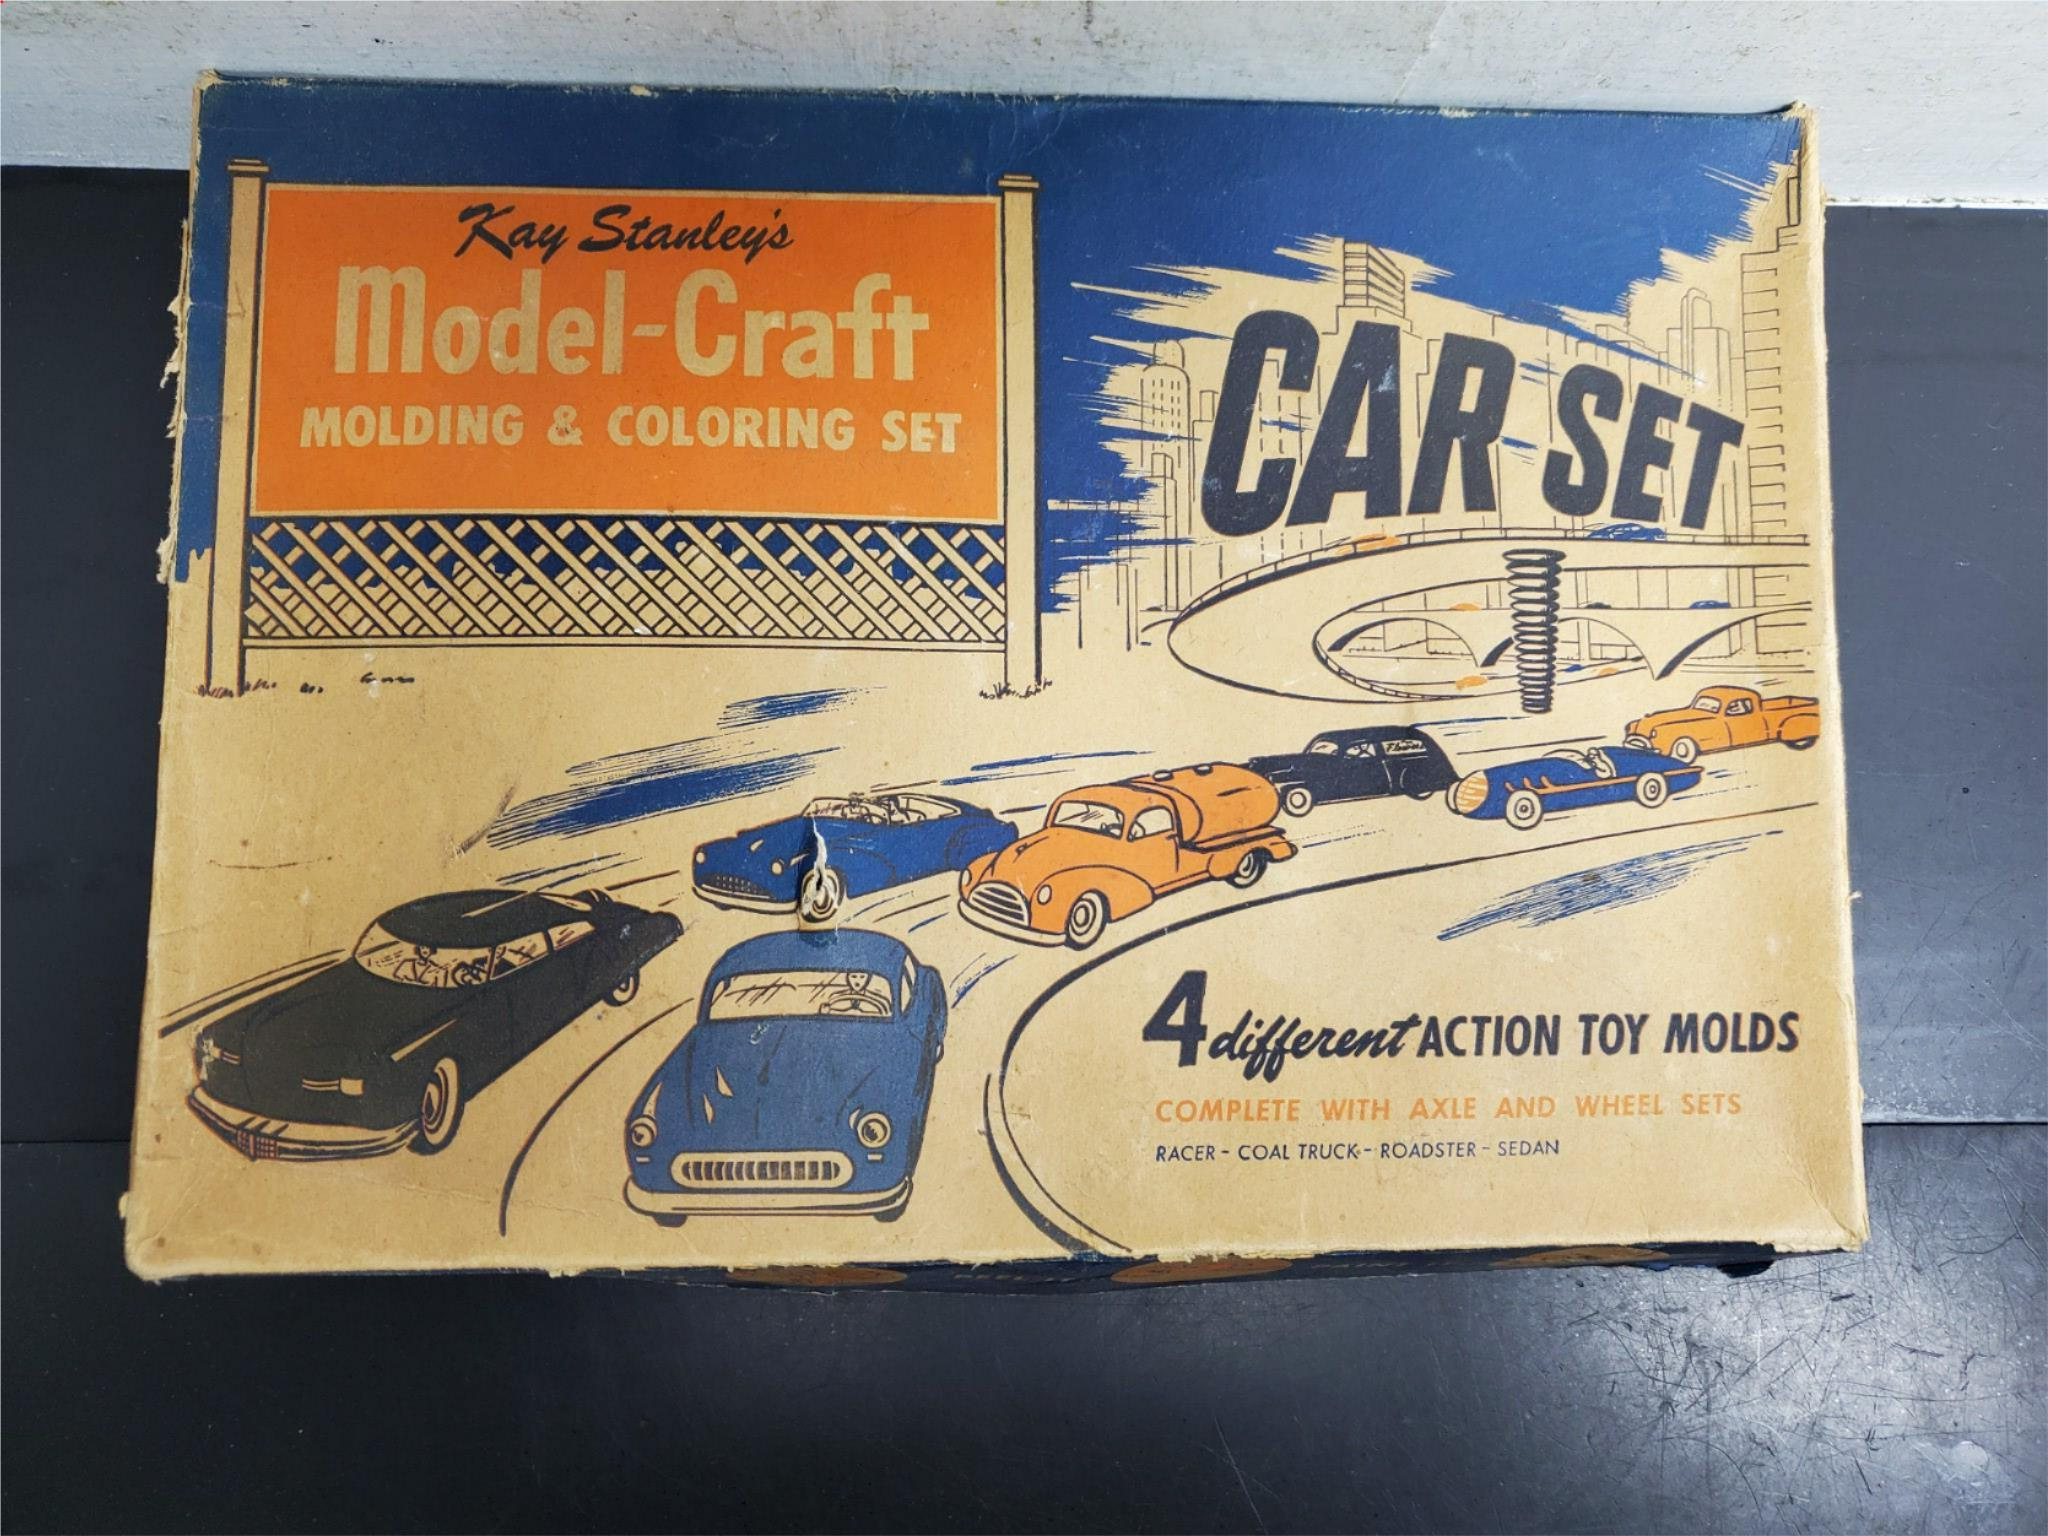 Kay Stanley's
Model-Craft
MOLDING & COLORING SET
CAR SET
4 different ACTION TOY MOLDS
COMPLETE WITH AXLE AND WHEEL SETS
RACER - COAL TRUCK - ROADSTER - SEDAN